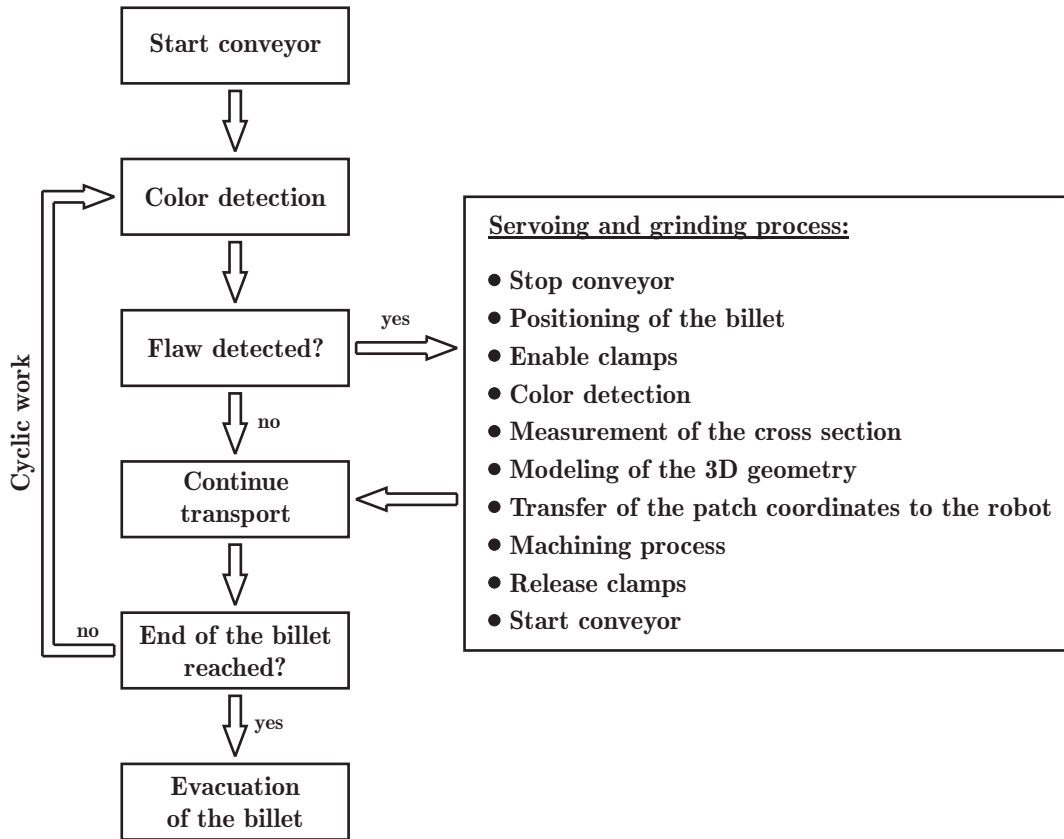 Start conveyor
Color detection
Flaw detected?
yes
no
Continue
transport
End of the billet
reached?
no
yes
Evacuation
of the billet
Cyclic work
Servoing and grinding process:
● Stop conveyor
● Positioning of the billet
● Enable clamps
● Color detection
● Measurement of the cross section
● Modeling of the 3D geometry
● Transfer of the patch coordinates to the robot
● Machining process
● Release clamps
● Start conveyor